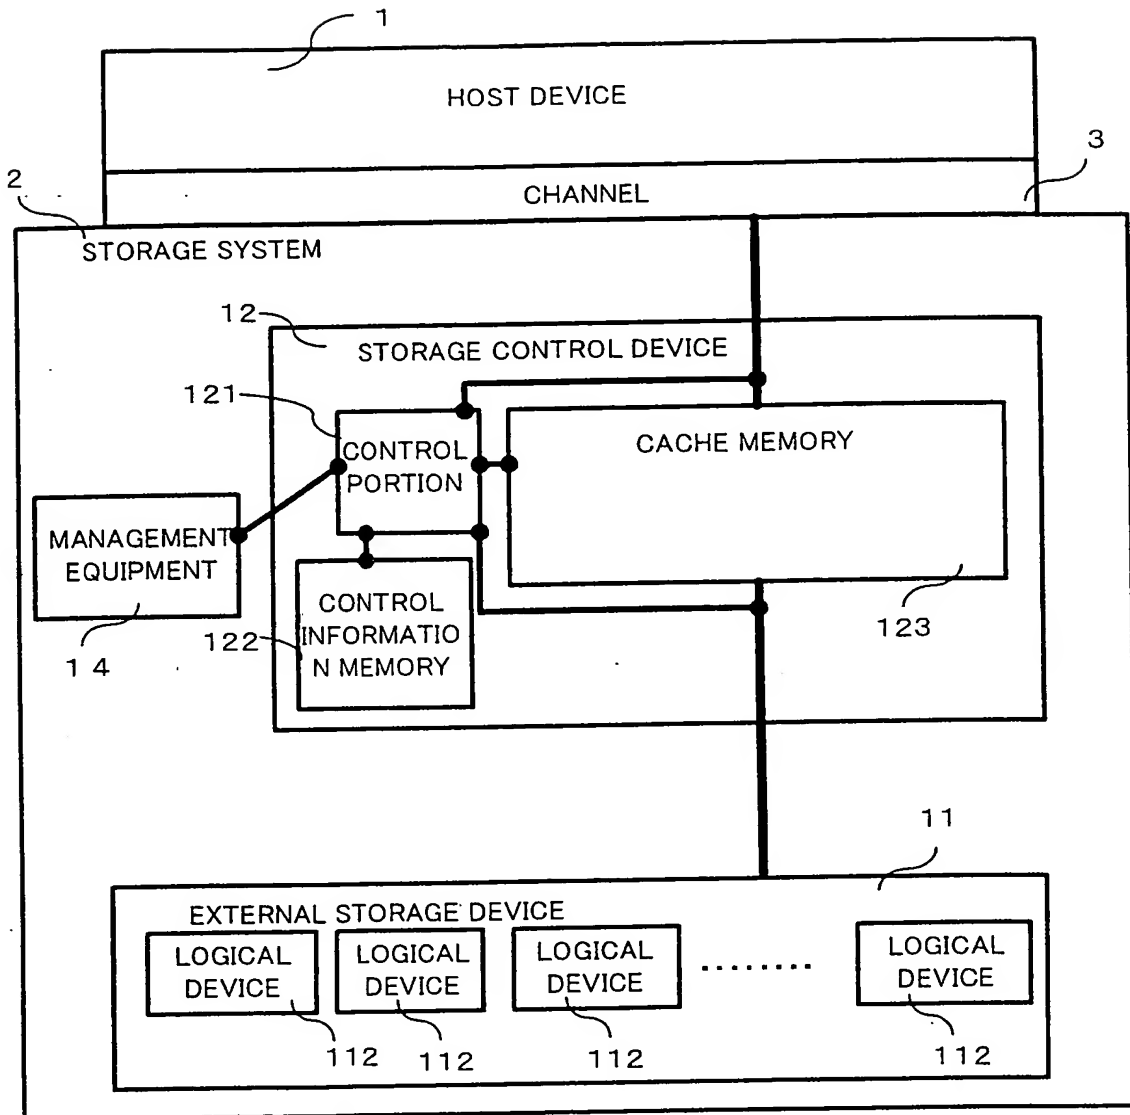 1
HOST DEVICE
3
CHANNEL
2
STORAGE SYSTEM
12
STORAGE CONTROL DEVICE
121
CONTROL
PORTION
CACHE MEMORY
MANAGEMENT
EQUIPMENT
14
CONTROL
INFORMATIO
N MEMORY
122
123
11
EXTERNAL STORAGE DEVICE
LOGICAL
DEVICE
LOGICAL
DEVICE
LOGICAL
DEVICE
.........
LOGICAL
DEVICE
112
112
112
112